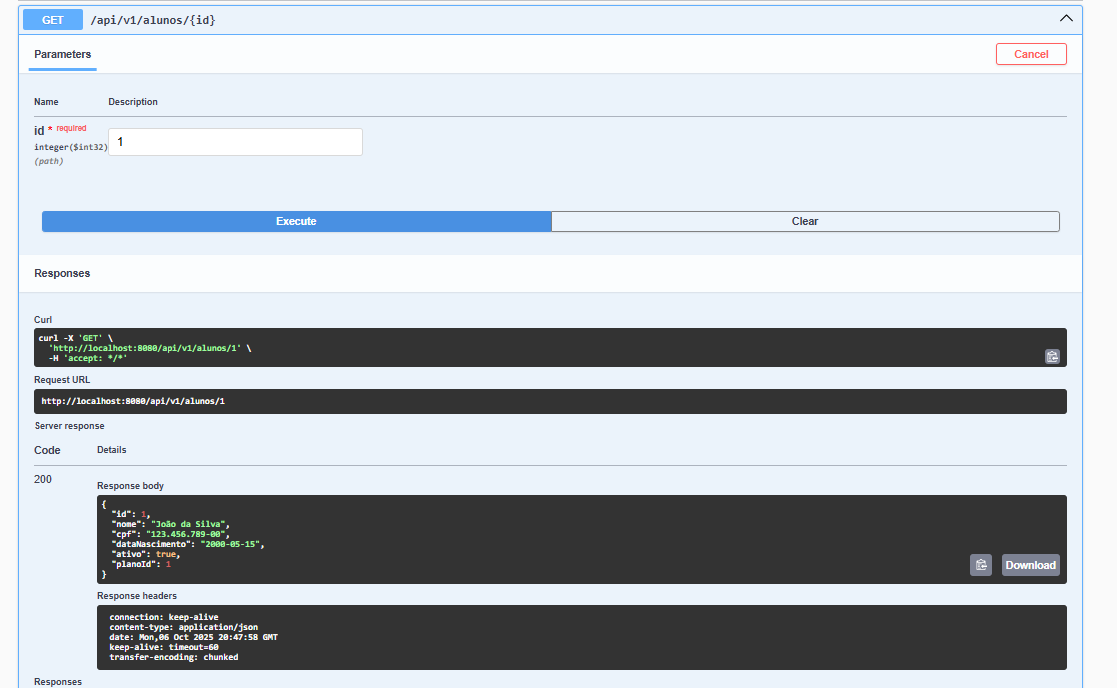 GET /api/v1/alunos/{id}
Parameters
Cancel
Name Description
id * required
integer($int32)
(path)
1
Execute Clear
Responses
Curl
curl -X 'GET' \
'http://localhost:8080/api/v1/alunos/1' \
-H 'accept: */*'
Request URL
http://localhost:8080/api/v1/alunos/1
Server response
Code Details
200
Response body
{
"id": 1,
"nome": "João da Silva",
"cpf": "123.456.789-00",
"dataNascimento": "2000-05-15",
"ativo": true,
"planoId": 1
}
Download
Response headers
connection: keep-alive
content-type: application/json
date: Mon,06 Oct 2025 20:47:58 GMT
keep-alive: timeout=60
transfer-encoding: chunked
Responses